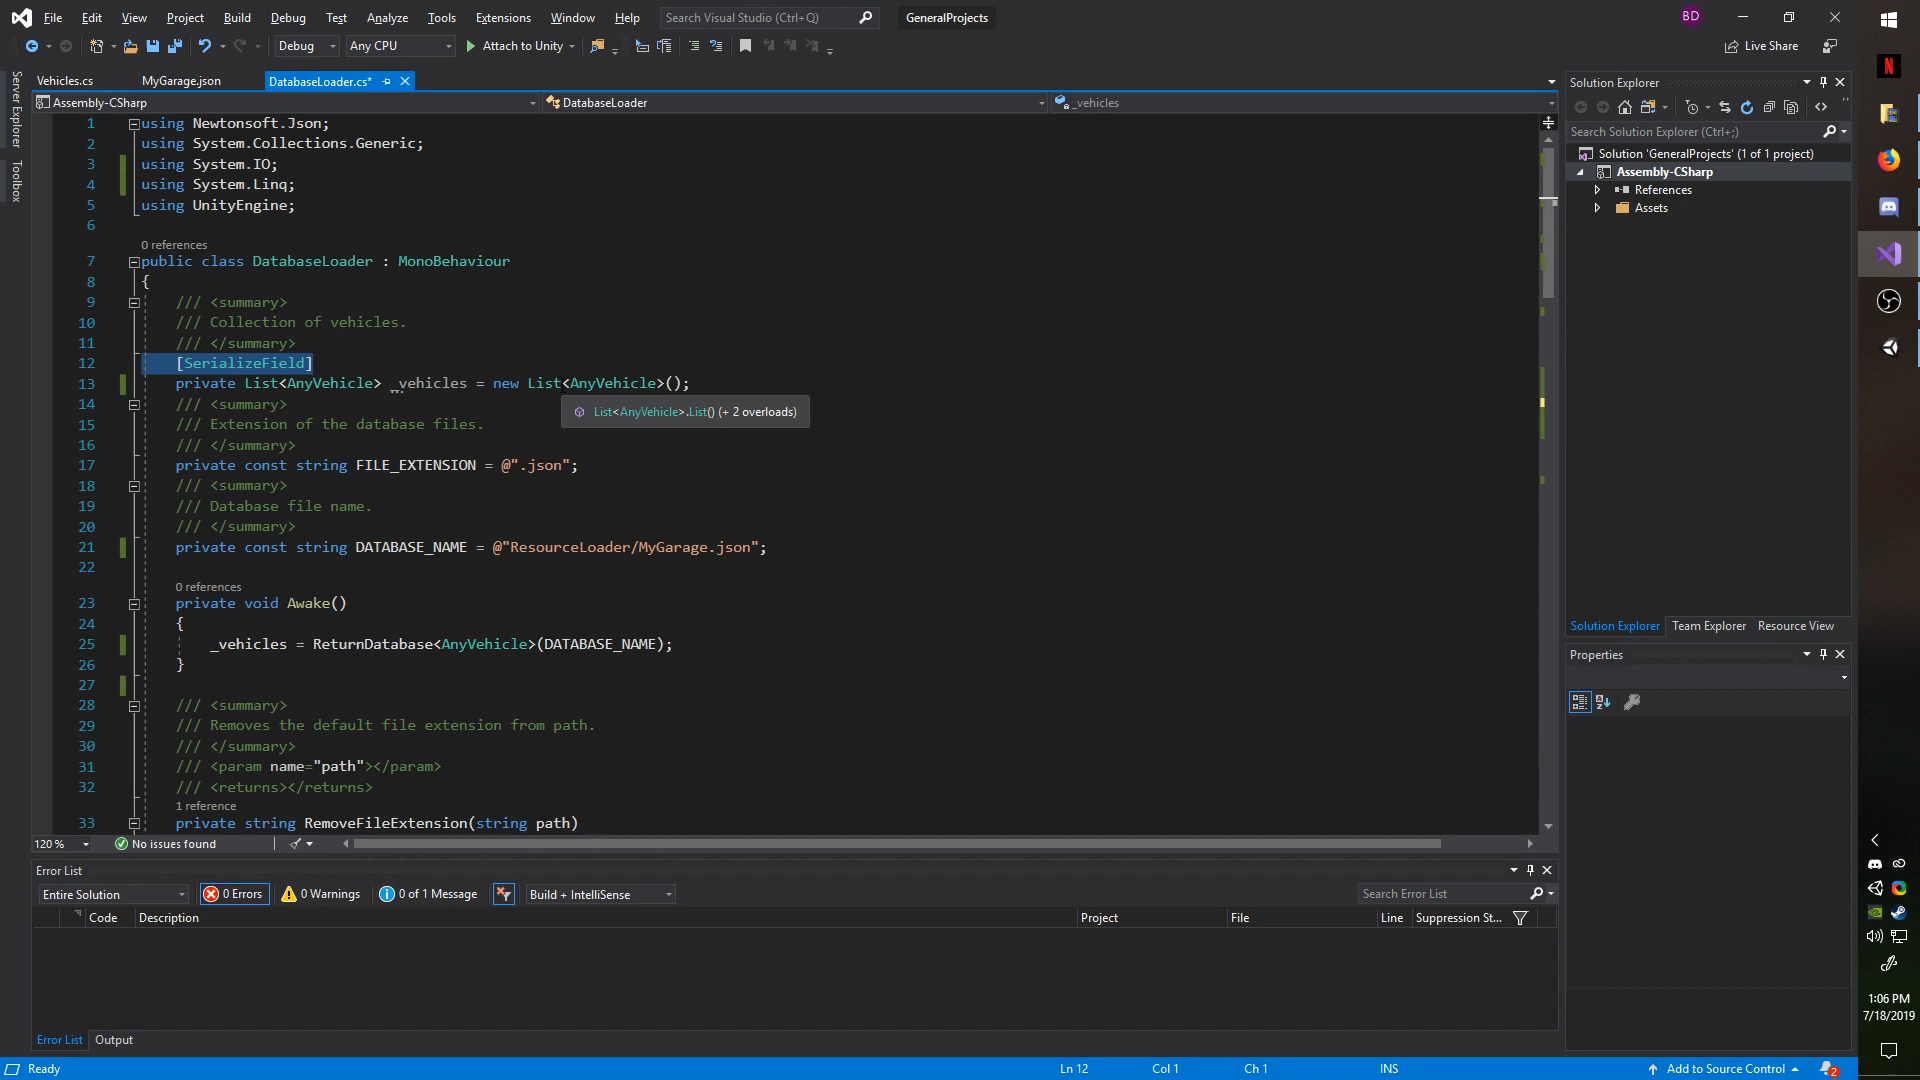 File Edit View Project Build Debug Test Analyze Tools Extensions Window Help Search Visual Studio (Ctrl+Q) GeneralProjects BD
Debug Any CPU Attach to Unity Live Share
Server Explorer
Toolbox
Vehicles.cs MyGarage.json DatabaseLoader.cs*
Assembly-CSharp DatabaseLoader _vehicles
1 using Newtonsoft.Json;
2 using System.Collections.Generic;
3 using System.IO;
4 using System.Linq;
5 using UnityEngine;
6
0 references
7 public class DatabaseLoader : MonoBehaviour
8 {
9 /// <summary>
10 /// Collection of vehicles.
11 /// </summary>
12 [SerializeField]
13 private List<AnyVehicle> _vehicles = new List<AnyVehicle>();
14 /// <summary>
List<AnyVehicle>.List() (+ 2 overloads)
15 /// Extension of the database files.
16 /// </summary>
17 private const string FILE_EXTENSION = @".json";
18 /// <summary>
19 /// Database file name.
20 /// </summary>
21 private const string DATABASE_NAME = @"ResourceLoader/MyGarage.json";
22
0 references
23 private void Awake()
24 {
25 _vehicles = ReturnDatabase<AnyVehicle>(DATABASE_NAME);
26 }
27
28 /// <summary>
29 /// Removes the default file extension from path.
30 /// </summary>
31 /// <param name="path"></param>
32 /// <returns></returns>
1 reference
33 private string RemoveFileExtension(string path)
120 % No issues found
Error List
Entire Solution 0 Errors 0 Warnings 0 of 1 Message Build + IntelliSense Search Error List
Code Description Project File Line Suppression St...
Error List Output
Solution Explorer
Search Solution Explorer (Ctrl+;)
Solution 'GeneralProjects' (1 of 1 project)
Assembly-CSharp
References
Assets
Solution Explorer Team Explorer Resource View
Properties
Ready Ln 12 Col 1 Ch 1 INS Add to Source Control 2
N
1:06 PM
7/18/2019